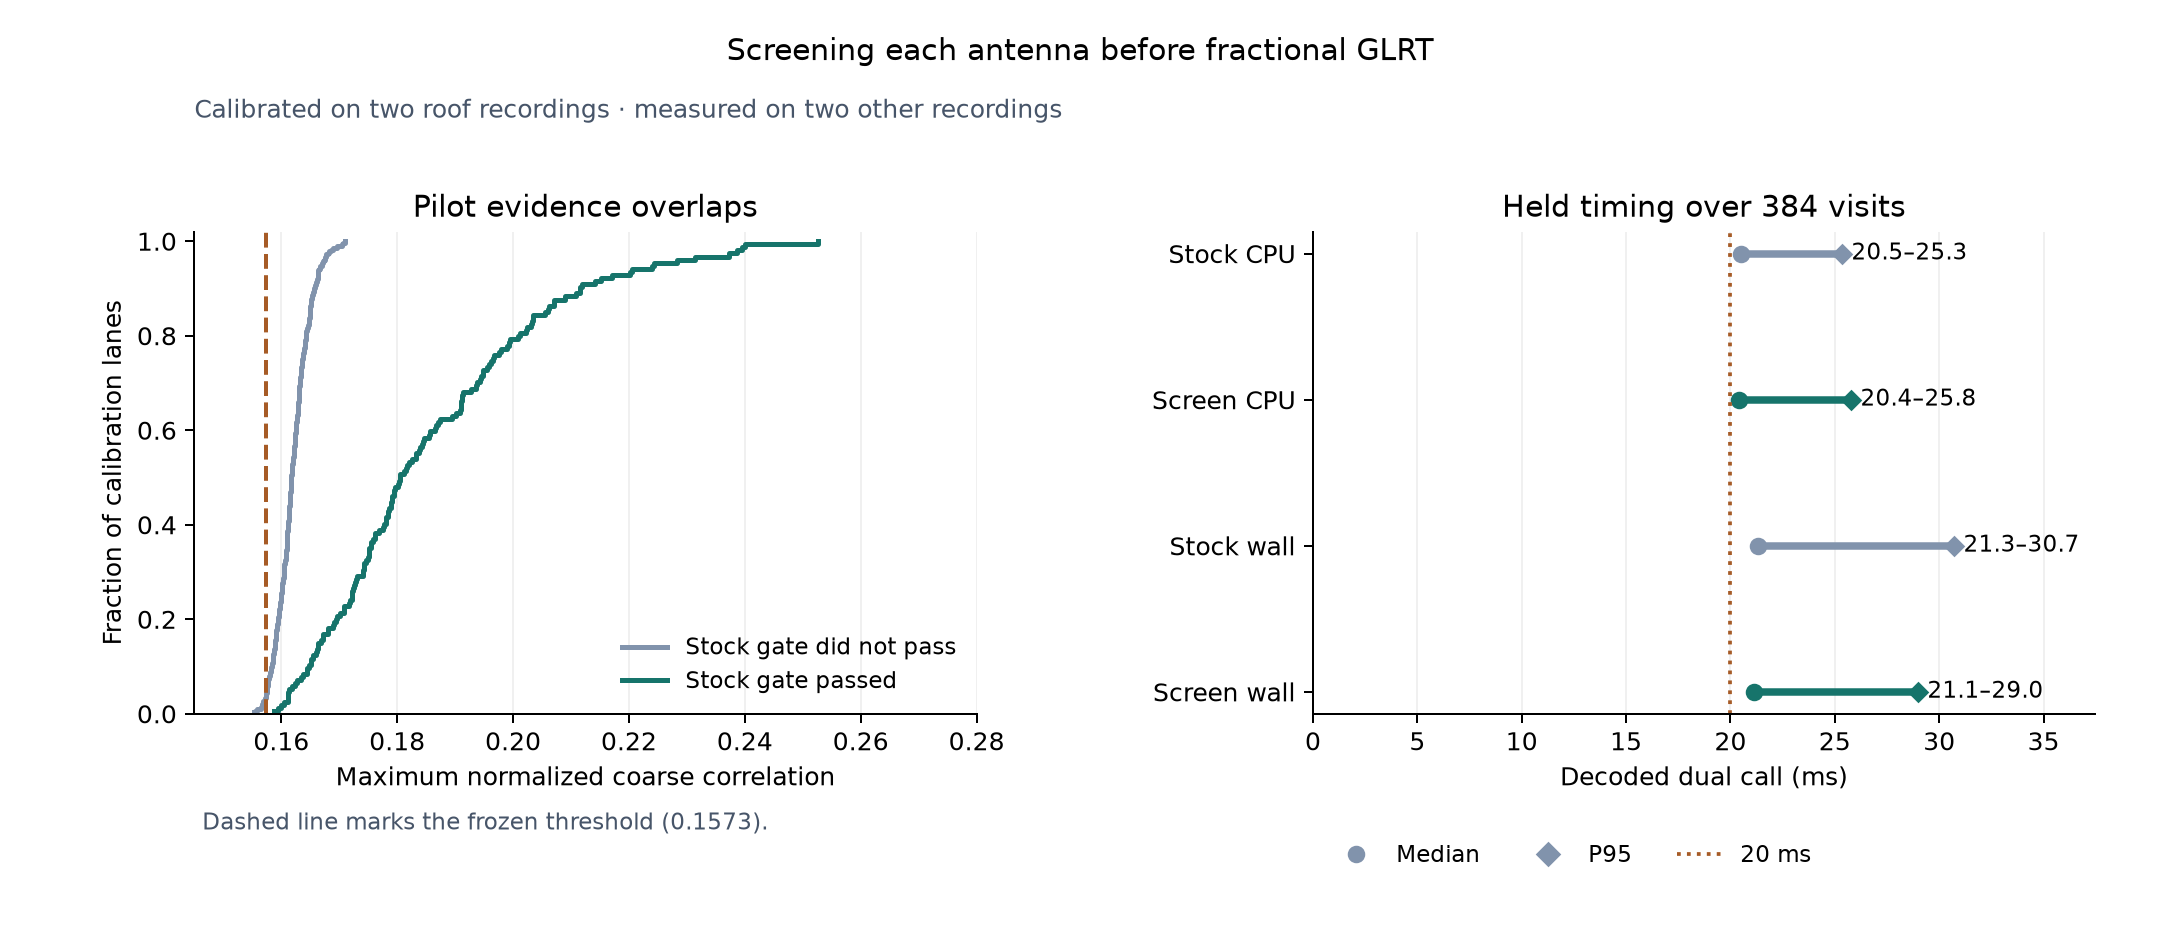 Screening each antenna before fractional GLRT
Calibrated on two roof recordings · measured on two other recordings
Pilot evidence overlaps
Fraction of calibration lanes
1.0
0.8
0.6
0.4
0.2
0.0
Stock gate did not pass
Stock gate passed
0.16 0.18 0.20 0.22 0.24 0.26 0.28
Maximum normalized coarse correlation
Dashed line marks the frozen threshold (0.1573).
Held timing over 384 visits
Stock CPU 20.5–25.3
Screen CPU 20.4–25.8
Stock wall 21.3–30.7
Screen wall 21.1–29.0
0 5 10 15 20 25 30 35
Decoded dual call (ms)
Median P95 20 ms